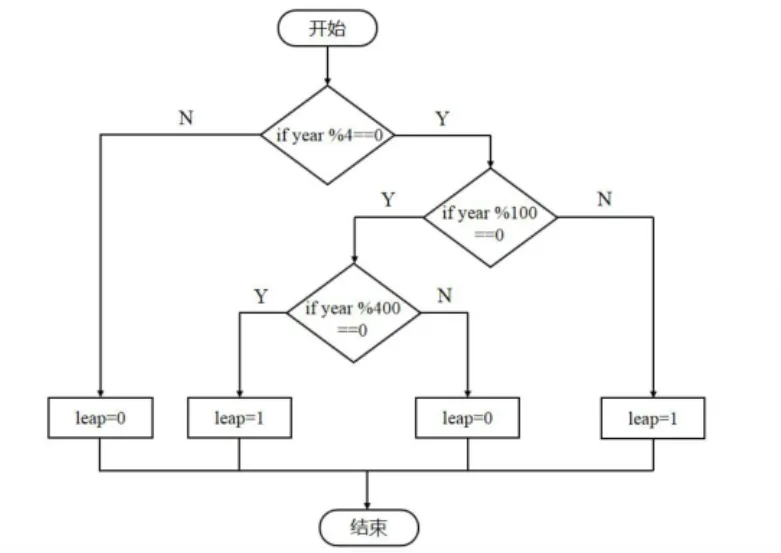 开始
N
if year %4==0
Y
Y
if year %100
==0
N
Y
if year %400
==0
N
leap=0
leap=1
leap=0
leap=1
结束